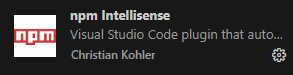 npm Intellisense
npm
Visual Studio Code plugin that auto...
Christian Kohler